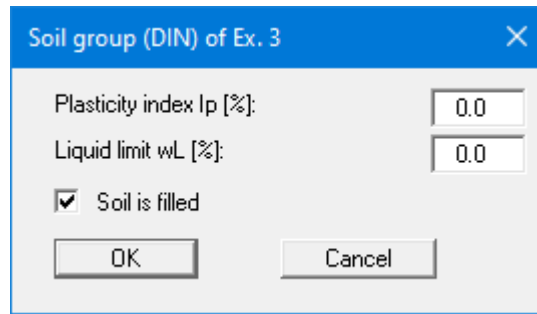 Soil group (DIN) of Ex. 3
Plasticity index Ip [%]: 0.0
Liquid limit wL [%]: 0.0
Soil is filled
OK Cancel